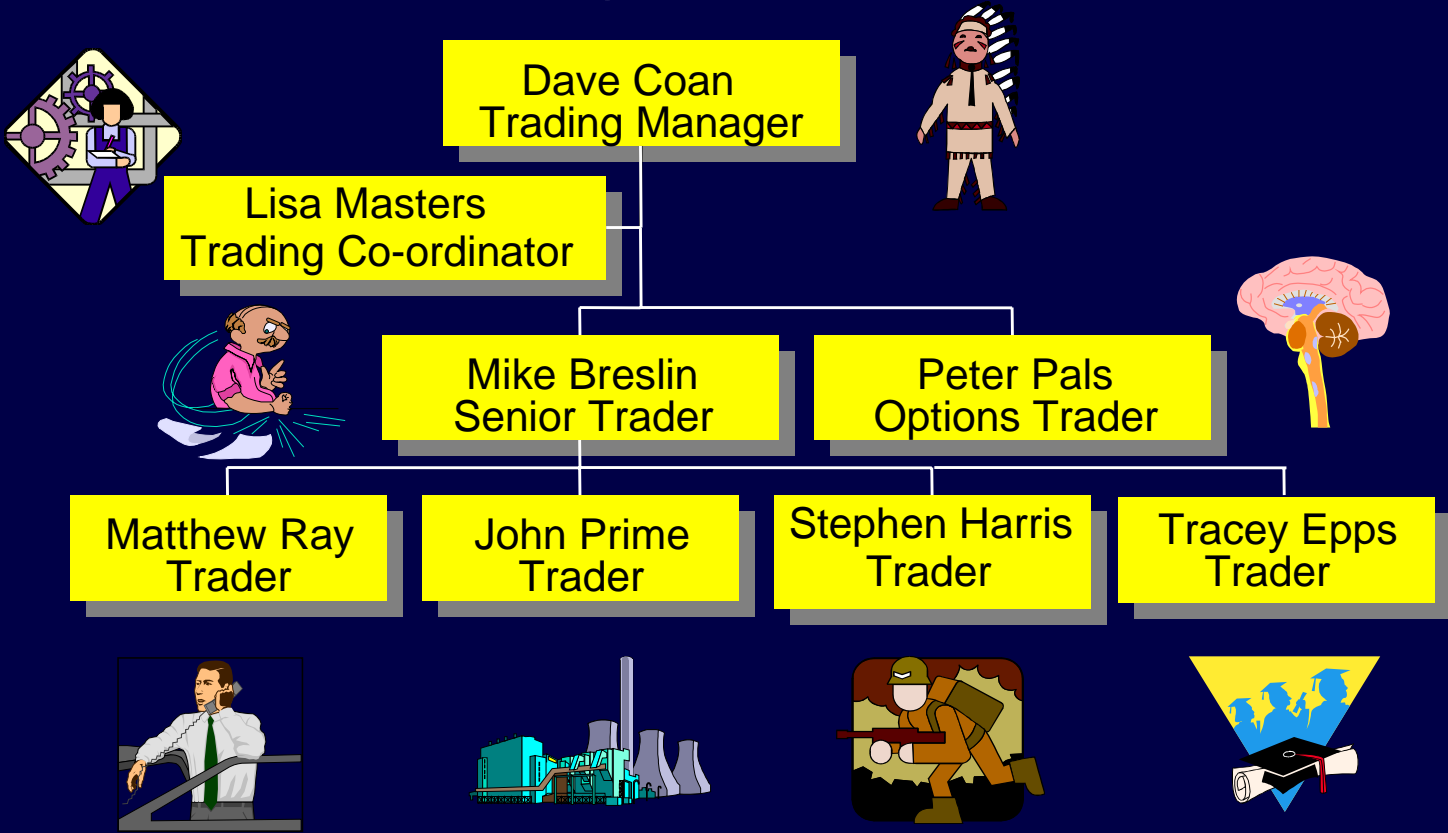 Dave Coan
Trading Manager
Lisa Masters
Trading Co-ordinator
Mike Breslin
Senior Trader
Peter Pals
Options Trader
Matthew Ray
Trader
John Prime
Trader
Stephen Harris
Trader
Tracey Epps
Trader